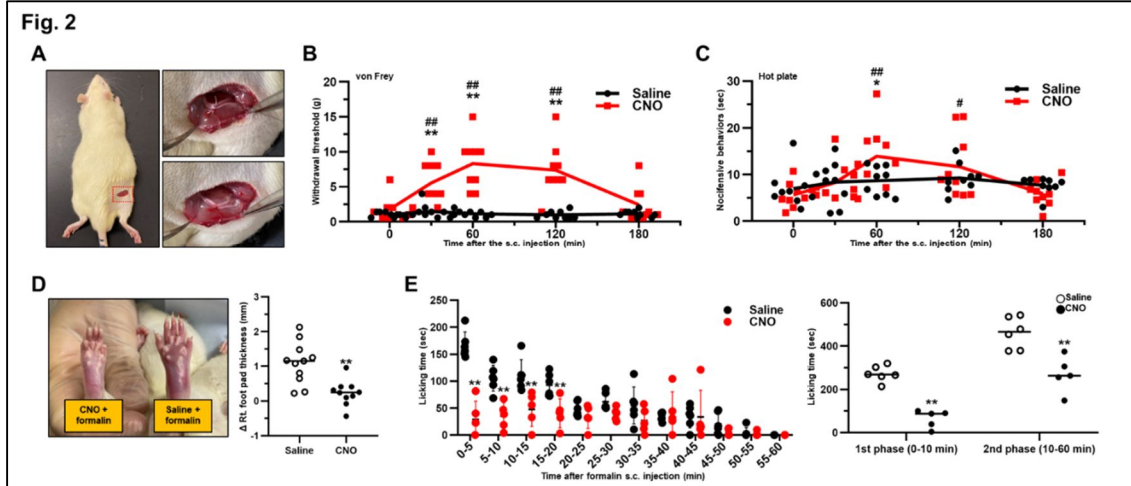 Fig. 2
A
B
von Frey
##
**
##
**
##
**
Saline
CNO
Withdrawal threshold (g)
20
15
10
5
0
0
60
120
180
Time after the s.c. injection (min)
C
Hot plate
##
*
#
Saline
CNO
Nocifensive behaviors (sec)
30
20
10
0
0
60
120
180
Time after the s.c. injection (min)
D
CNO +
formalin
Saline +
formalin
Δ Rt. foot pad thickness (mm)
3
2
1
0
-1
**
Saline
CNO
E
Saline
CNO
Licking time (sec)
250
200
150
100
50
0
**
**
**
**
0-5
5-10
10-15
15-20
20-25
25-30
30-35
35-40
40-45
45-50
50-55
55-60
Time after formalin s.c. injection (min)
Saline
CNO
Licking time (sec)
600
400
200
0
**
**
1st phase (0-10 min)
2nd phase (10-60 min)